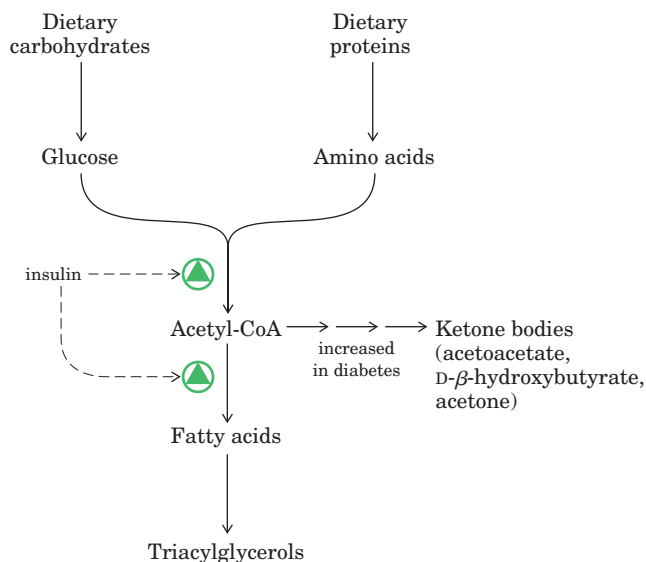 Dietary
carbohydrates
Dietary
proteins
Glucose
Amino acids
insulin
Acetyl-CoA
increased
in diabetes
Ketone bodies
(acetoacetate,
D-β-hydroxybutyrate,
acetone)
Fatty acids
Triacylglycerols